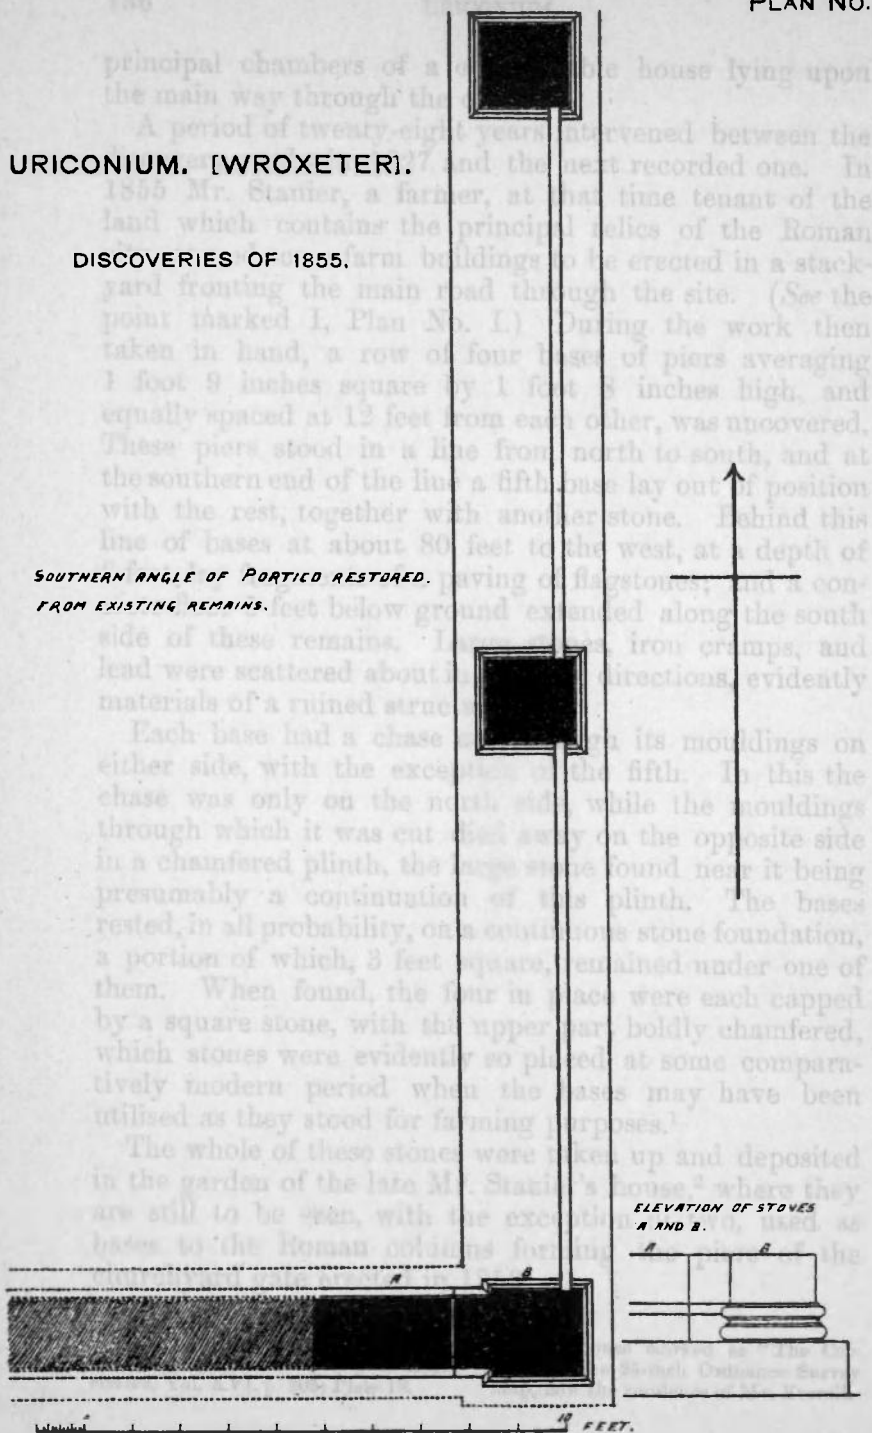 PLAN NO.
principal chambers of a house lying upon
the main way through the
A period of twenty-eight years intervened between the
URICONIUM. [WROXETER].
and the next recorded one. In
1855 Mr. Stanier, a farmer, at that time tenant of the
land which contains the principal relics of the Roman
DISCOVERIES OF 1855.
farm buildings to be erected in a stack-
yard fronting the main road through the site. (See the
point marked I, Plan No. I.) During the work then
taken in hand, a row of four bases of piers averaging
1 foot 9 inches square by 1 foot 8 inches high, and
equally spaced at 12 feet from each other, was uncovered.
These piers stood in a line from north to south, and at
the southern end of the line a fifth base lay out of position
with the rest, together with another stone. Behind this
line of bases at about 80 feet to the west, at a depth of
SOUTHERN ANGLE OF PORTICO RESTORED.
paving of flagstones; and a con-
FROM EXISTING REMAINS.
feet below ground extended along the south
side of these remains. Large stones, iron cramps, and
lead were scattered about in directions, evidently
materials of a ruined
Each base had a chase its mouldings on
either side, with the exception of the fifth. In this the
chase was only on the north side, while the mouldings
through which it was cut died away on the opposite side
in a chamfered plinth, the large stone found near it being
presumably a continuation of this plinth. The bases
rested, in all probability, on a continuous stone foundation,
a portion of which, 3 feet square, remained under one of
them. When found, the four in place were each capped
by a square stone, with the upper part boldly chamfered,
which stones were evidently so placed at some compara-
tively modern period when the bases may have been
utilised as they stood for farming purposes.¹
The whole of these stones were taken up and deposited
in the garden of the late Mr. Stanier's house,² where they
are still to be seen, with the exception of two, used as
bases to the Roman columns forming the piers of the
churchyard gate erected in
ELEVATION OF STOVES
A AND B.
A B
A B
10 FEET.